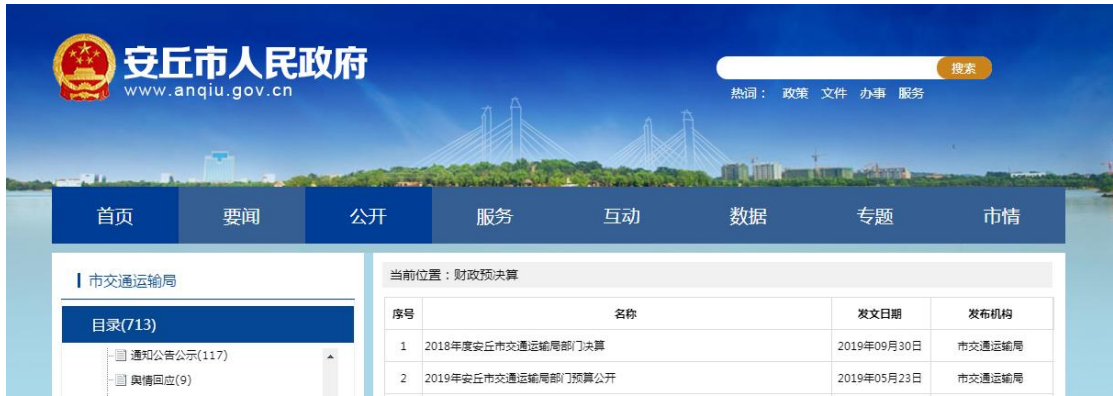 安丘市人民政府
www.anqiu.gov.cn
搜索
热词： 政策 文件 办事 服务
首页 要闻 公开 服务 互动 数据 专题 市情
市交通运输局
目录(713)
通知公告公示(117)
舆情回应(9)
当前位置：财政预决算
序号 名称 发文日期 发布机构
1 2018年度安丘市交通运输局部门决算 2019年09月30日 市交通运输局
2 2019年安丘市交通运输局部门预算公开 2019年05月23日 市交通运输局